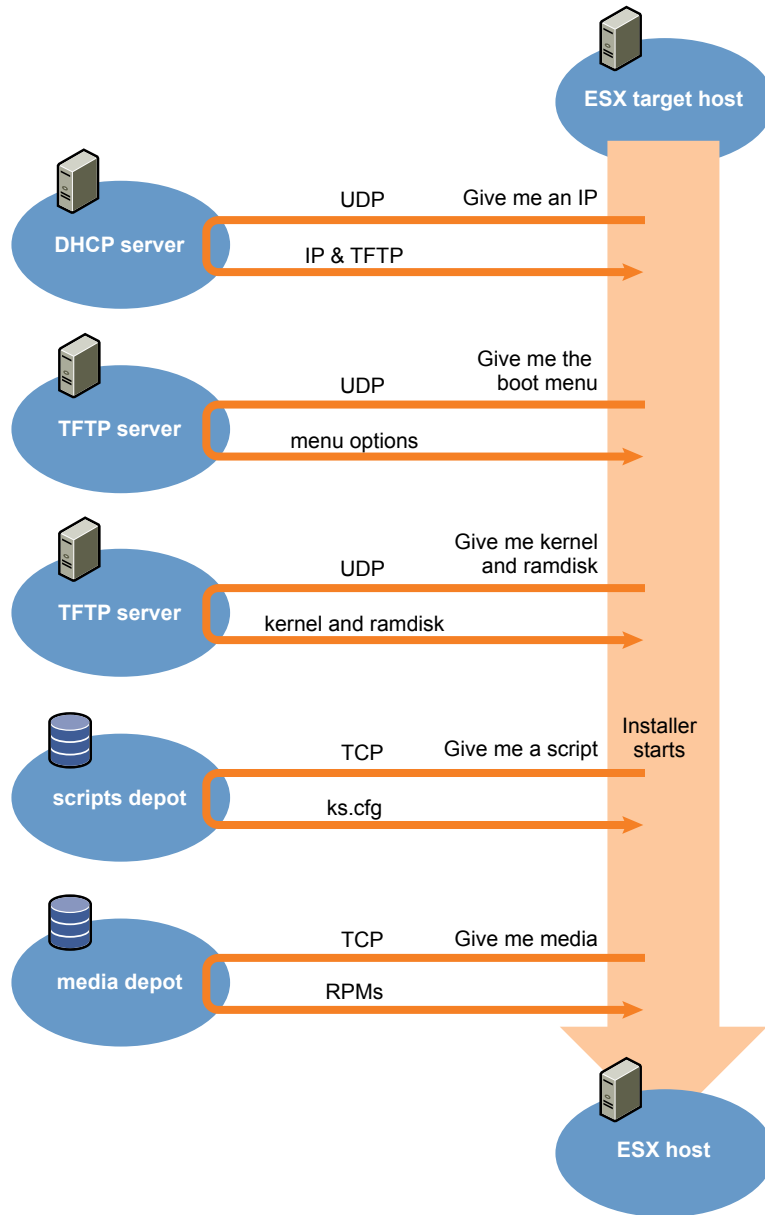 ESX target host
UDP
Give me an IP
DHCP server
IP & TFTP
Give me the
boot menu
UDP
TFTP server
menu options
Give me kernel
and ramdisk
UDP
TFTP server
kernel and ramdisk
Installer
starts
TCP
Give me a script
scripts depot
ks.cfg
TCP
Give me media
media depot
RPMs
ESX host